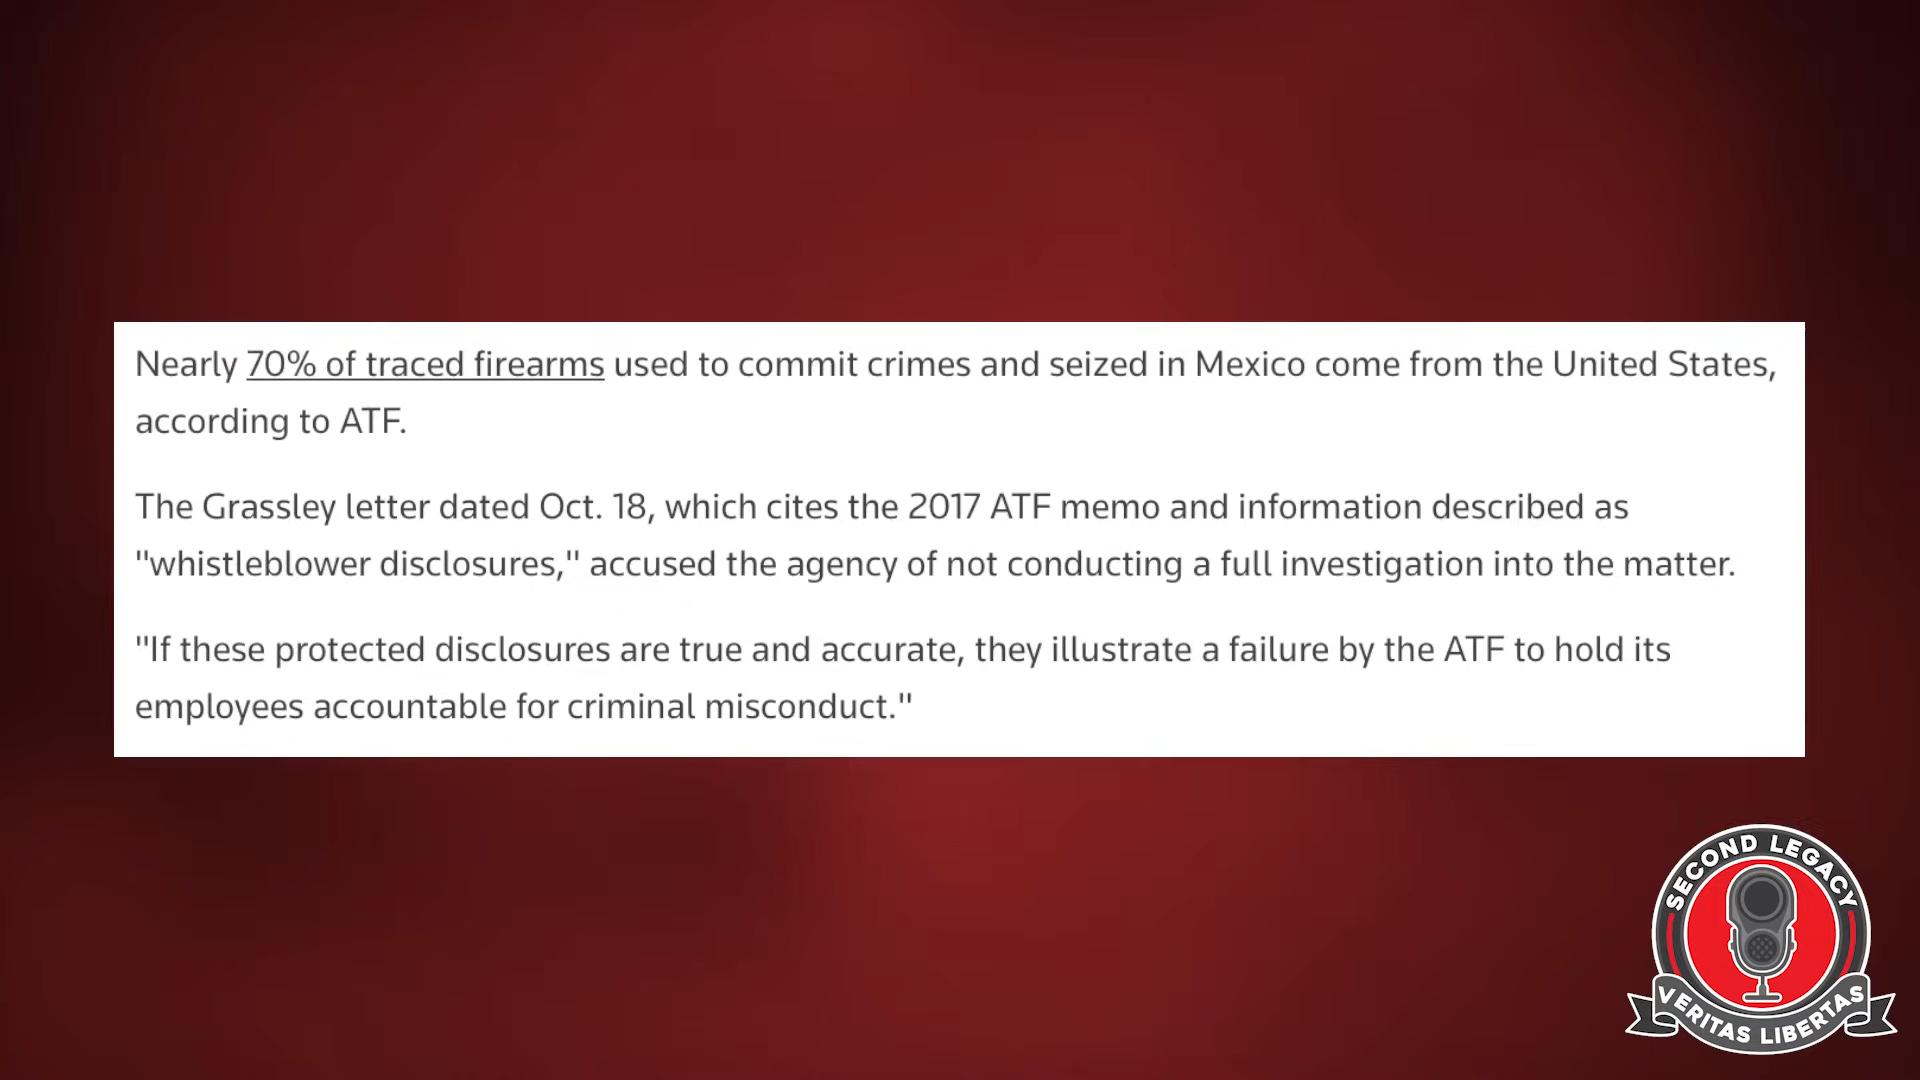 Nearly 70% of traced firearms used to commit crimes and seized in Mexico come from the United States,
according to ATF.
The Grassley letter dated Oct. 18, which cites the 2017 ATF memo and information described as
"whistleblower disclosures," accused the agency of not conducting a full investigation into the matter.
"If these protected disclosures are true and accurate, they illustrate a failure by the ATF to hold its
employees accountable for criminal misconduct."
SECOND LEGACY
VERITAS LIBERTAS